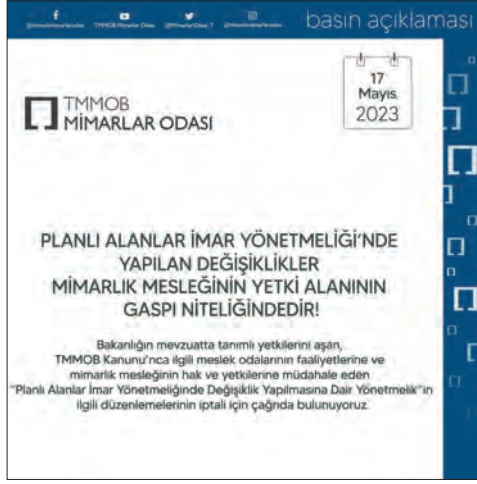 basın açıklaması
TMMOB Mimarlar Odası
17
Mayıs
2023
TMMOB
MİMARLAR ODASI
PLANLI ALANLAR İMAR YÖNETMELİĞİ'NDE
YAPILAN DEĞİŞİKLİKLER
MİMARLIK MESLEĞİNİN YETKİ ALANININ
GASPI NİTELİĞİNDEDİR!
Bakanlığın mevzuatta tanımlı yetkilerini aşan,
TMMOB Kanunu'nca ilgili meslek odalarının faaliyetlerine ve
mimarlık mesleğinin hak ve yetkilerine müdahale eden
"Planlı Alanlar İmar Yönetmeliğinde Değişiklik Yapılmasına Dair Yönetmelik"in
ilgili düzenlemelerinin iptali için çağrıda bulunuyoruz.